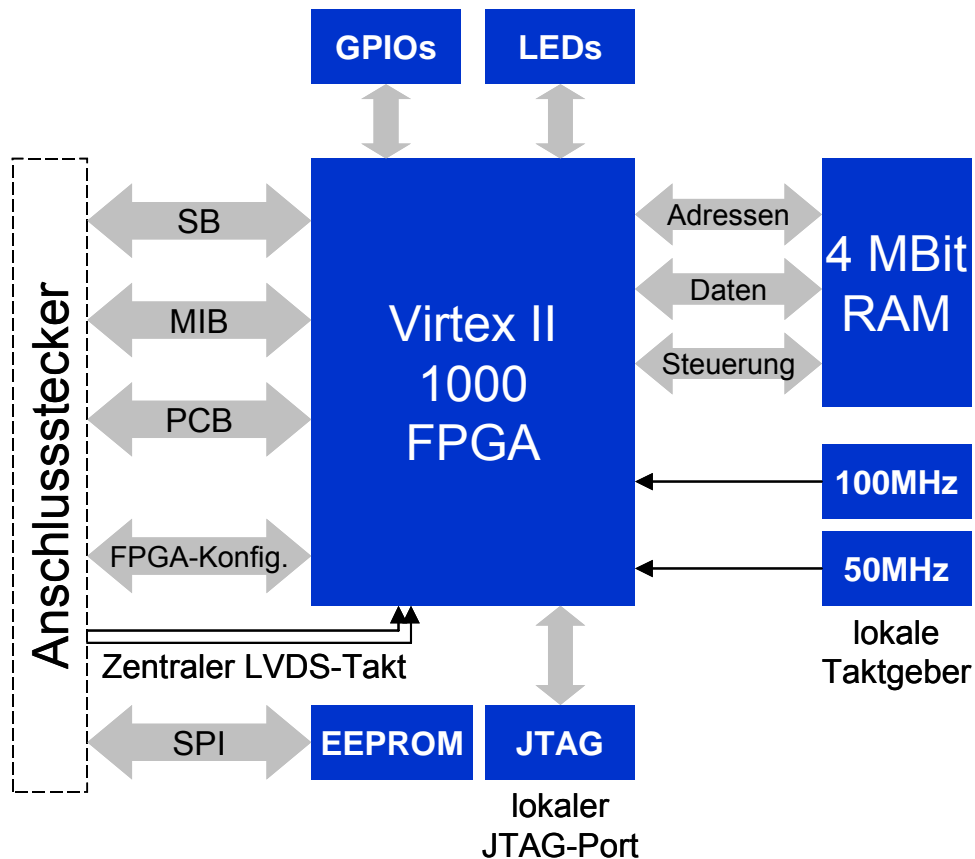 GPIOs
LEDs
Anschlussstecker
SB
MIB
PCB
FPGA-Konfig.
Zentraler LVDS-Takt
SPI
Virtex II
1000
FPGA
Adressen
Daten
Steuerung
4 MBit
RAM
100MHz
50MHz
lokale
Taktgeber
EEPROM
JTAG
lokaler
JTAG-Port